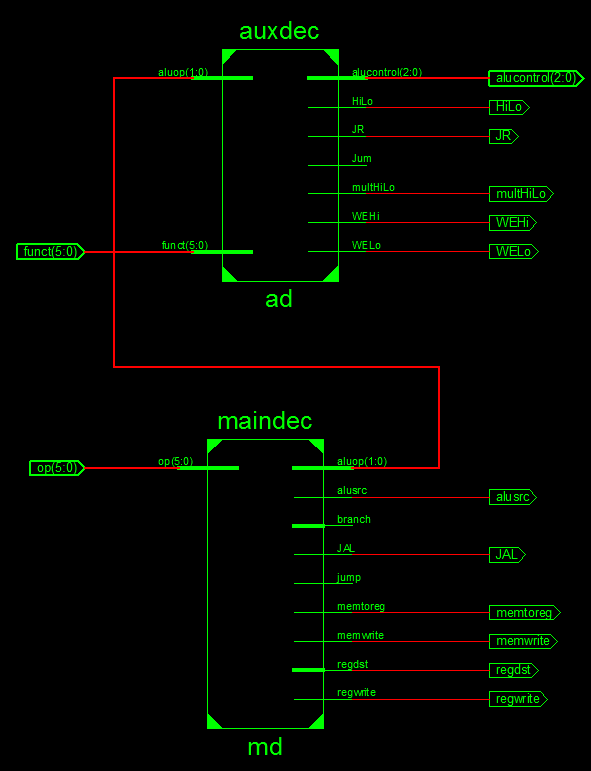 auxdec
aluop(1:0) alucontrol(2:0) alucontrol(2:0)
HiLo HiLo
JR JR
Jum
multHiLo multHiLo
WEHi WEHi
funct(5:0) funct(5:0) WELo WELo
ad
maindec
op(5:0) op(5:0) aluop(1:0)
alusrc alusrc
branch
JAL JAL
jump
memtoreg memtoreg
memwrite memwrite
regdst regdst
regwrite regwrite
md